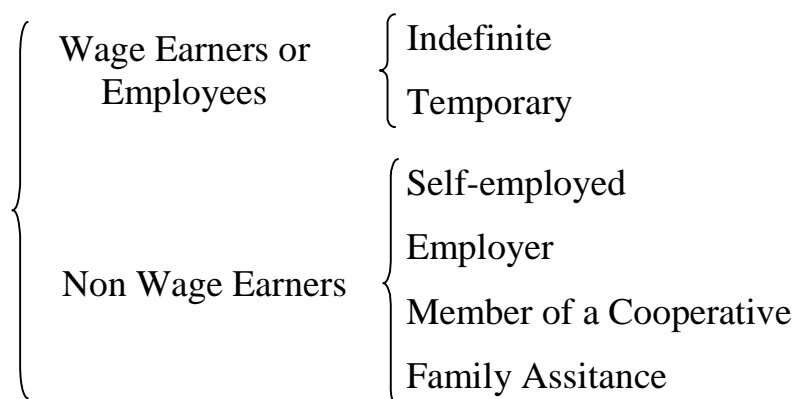 Wage Earners or
Employees
Indefinite
Temporary
Non Wage Earners
Self-employed
Employer
Member of a Cooperative
Family Assitance